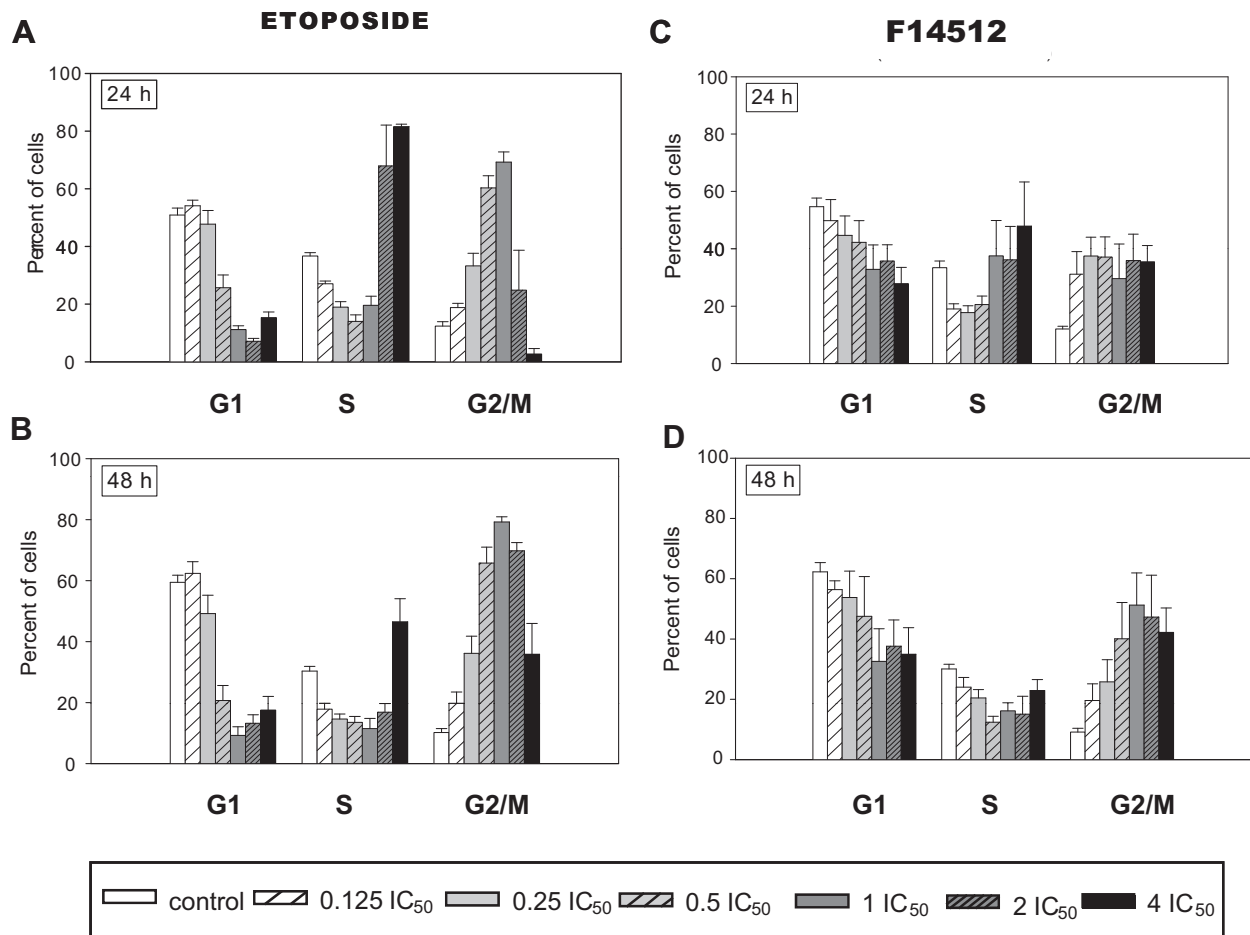 ETOPOSIDE
A
24 h
Percent of cells
100
80
60
40
20
0
G1 S G2/M
B
48 h
Percent of cells
100
80
60
40
20
0
G1 S G2/M
F14512
C
24 h
Percent of cells
100
80
60
40
20
0
G1 S G2/M
D
48 h
Percent of cells
100
80
60
40
20
0
G1 S G2/M
control 0.125 IC50 0.25 IC50 0.5 IC50 1 IC50 2 IC50 4 IC50